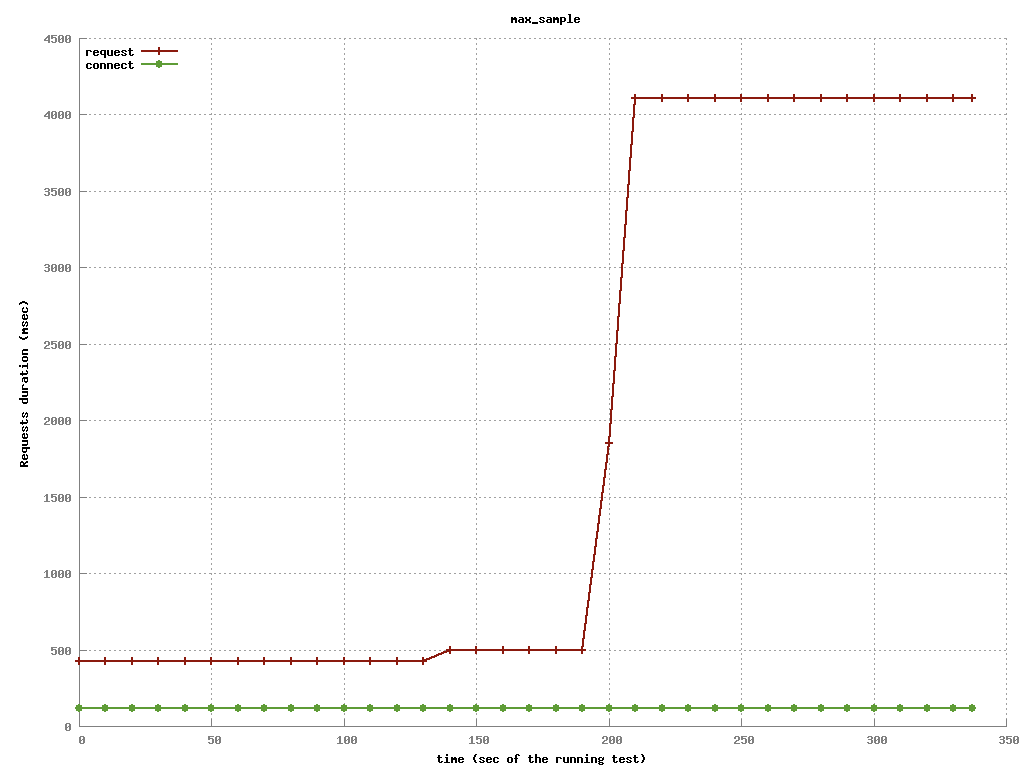 max_sample
4500
request
connect
4000
3500
3000
2500
2000
1500
1000
500
0
Requests duration (msec)
0 50 100 150 200 250 300 350
time (sec of the running test)